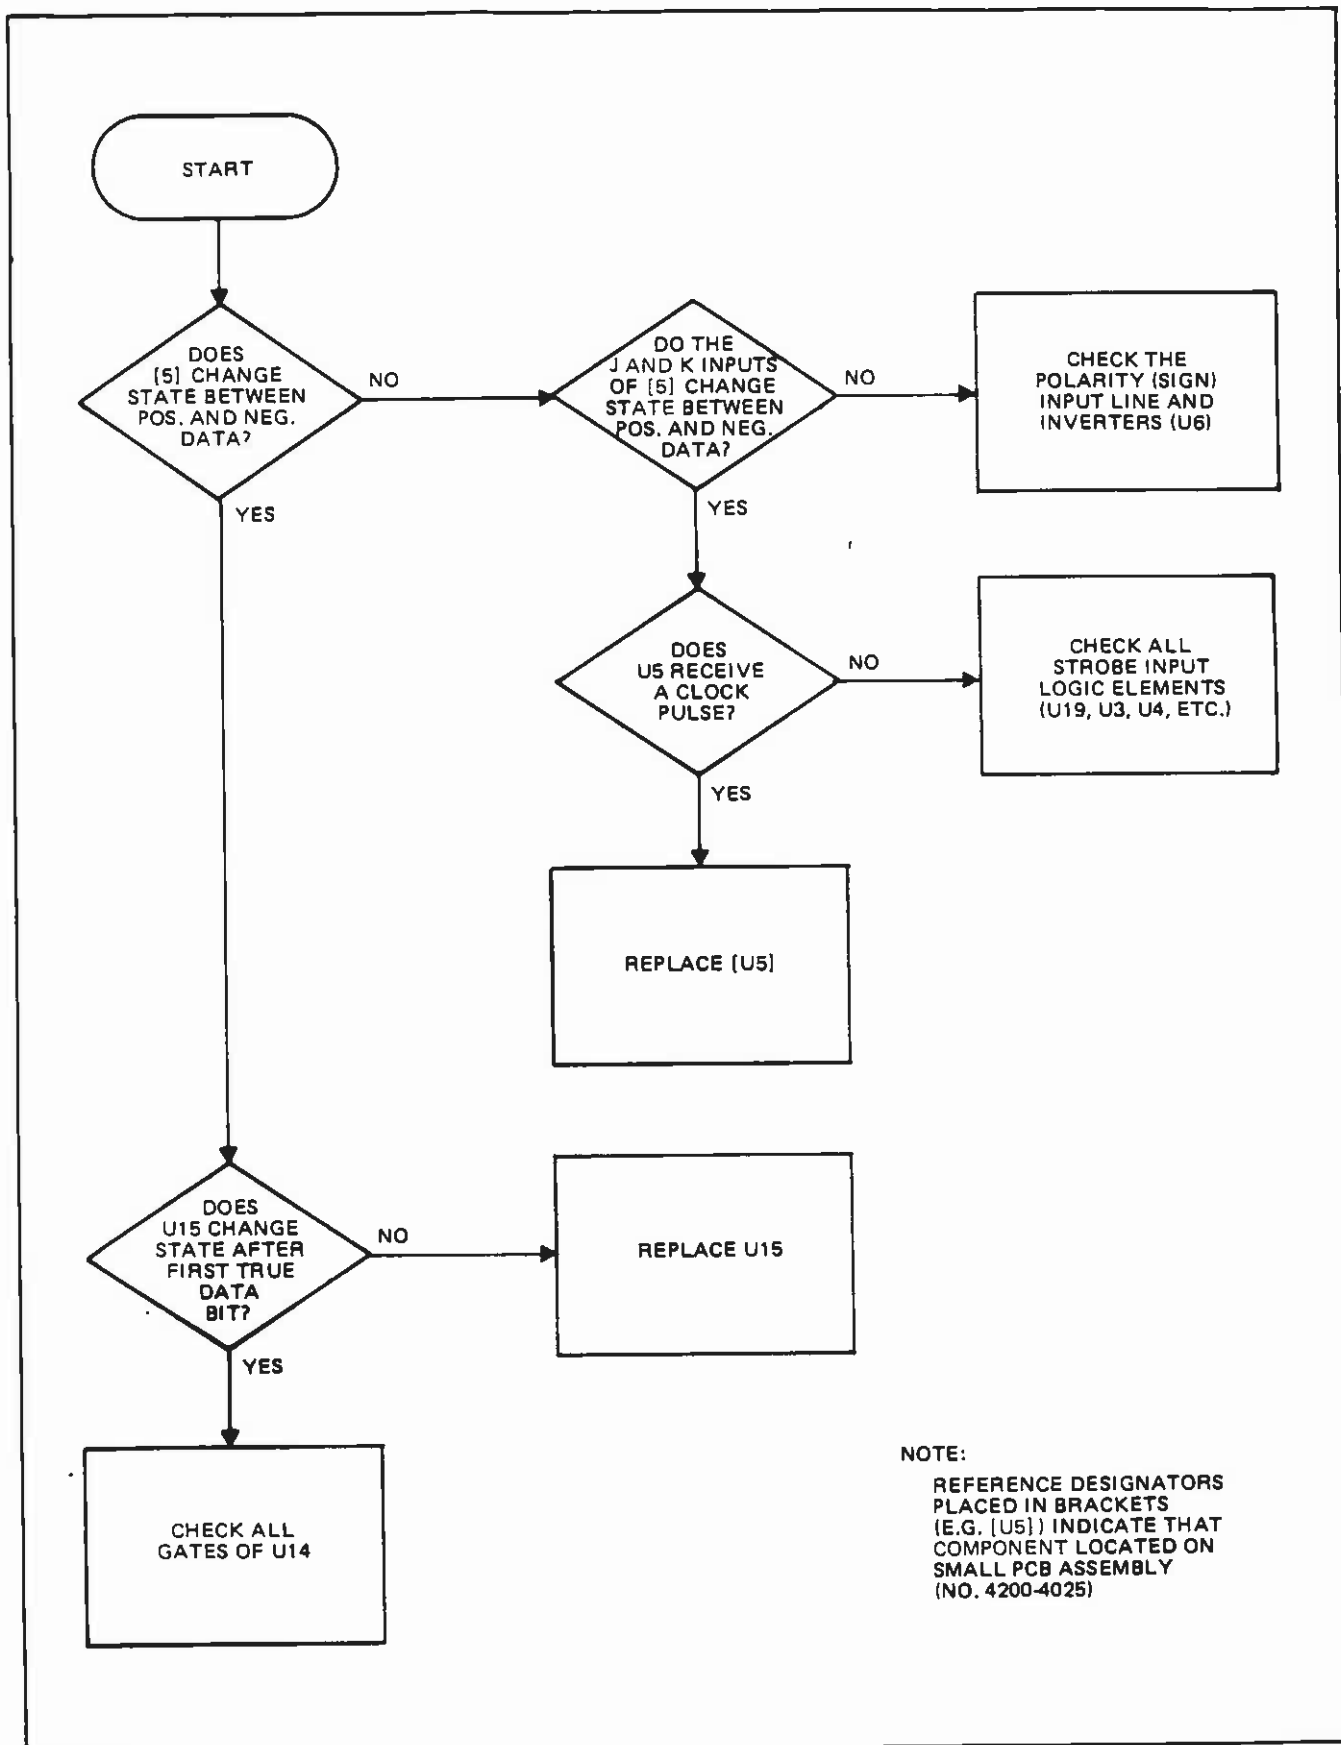 START
DOES
[5] CHANGE
STATE BETWEEN
POS. AND NEG.
DATA?
NO
YES
DO THE
J AND K INPUTS
OF [5] CHANGE
STATE BETWEEN
POS. AND NEG.
DATA?
NO
YES
CHECK THE
POLARITY (SIGN)
INPUT LINE AND
INVERTERS (U6)
DOES
U5 RECEIVE
A CLOCK
PULSE?
NO
YES
CHECK ALL
STROBE INPUT
LOGIC ELEMENTS
(U19, U3, U4, ETC.)
REPLACE [U5]
DOES
U15 CHANGE
STATE AFTER
FIRST TRUE
DATA
BIT?
NO
YES
REPLACE U15
CHECK ALL
GATES OF U14
NOTE:
REFERENCE DESIGNATORS
PLACED IN BRACKETS
(E.G. [U5]) INDICATE THAT
COMPONENT LOCATED ON
SMALL PCB ASSEMBLY
(NO. 4200-4025)